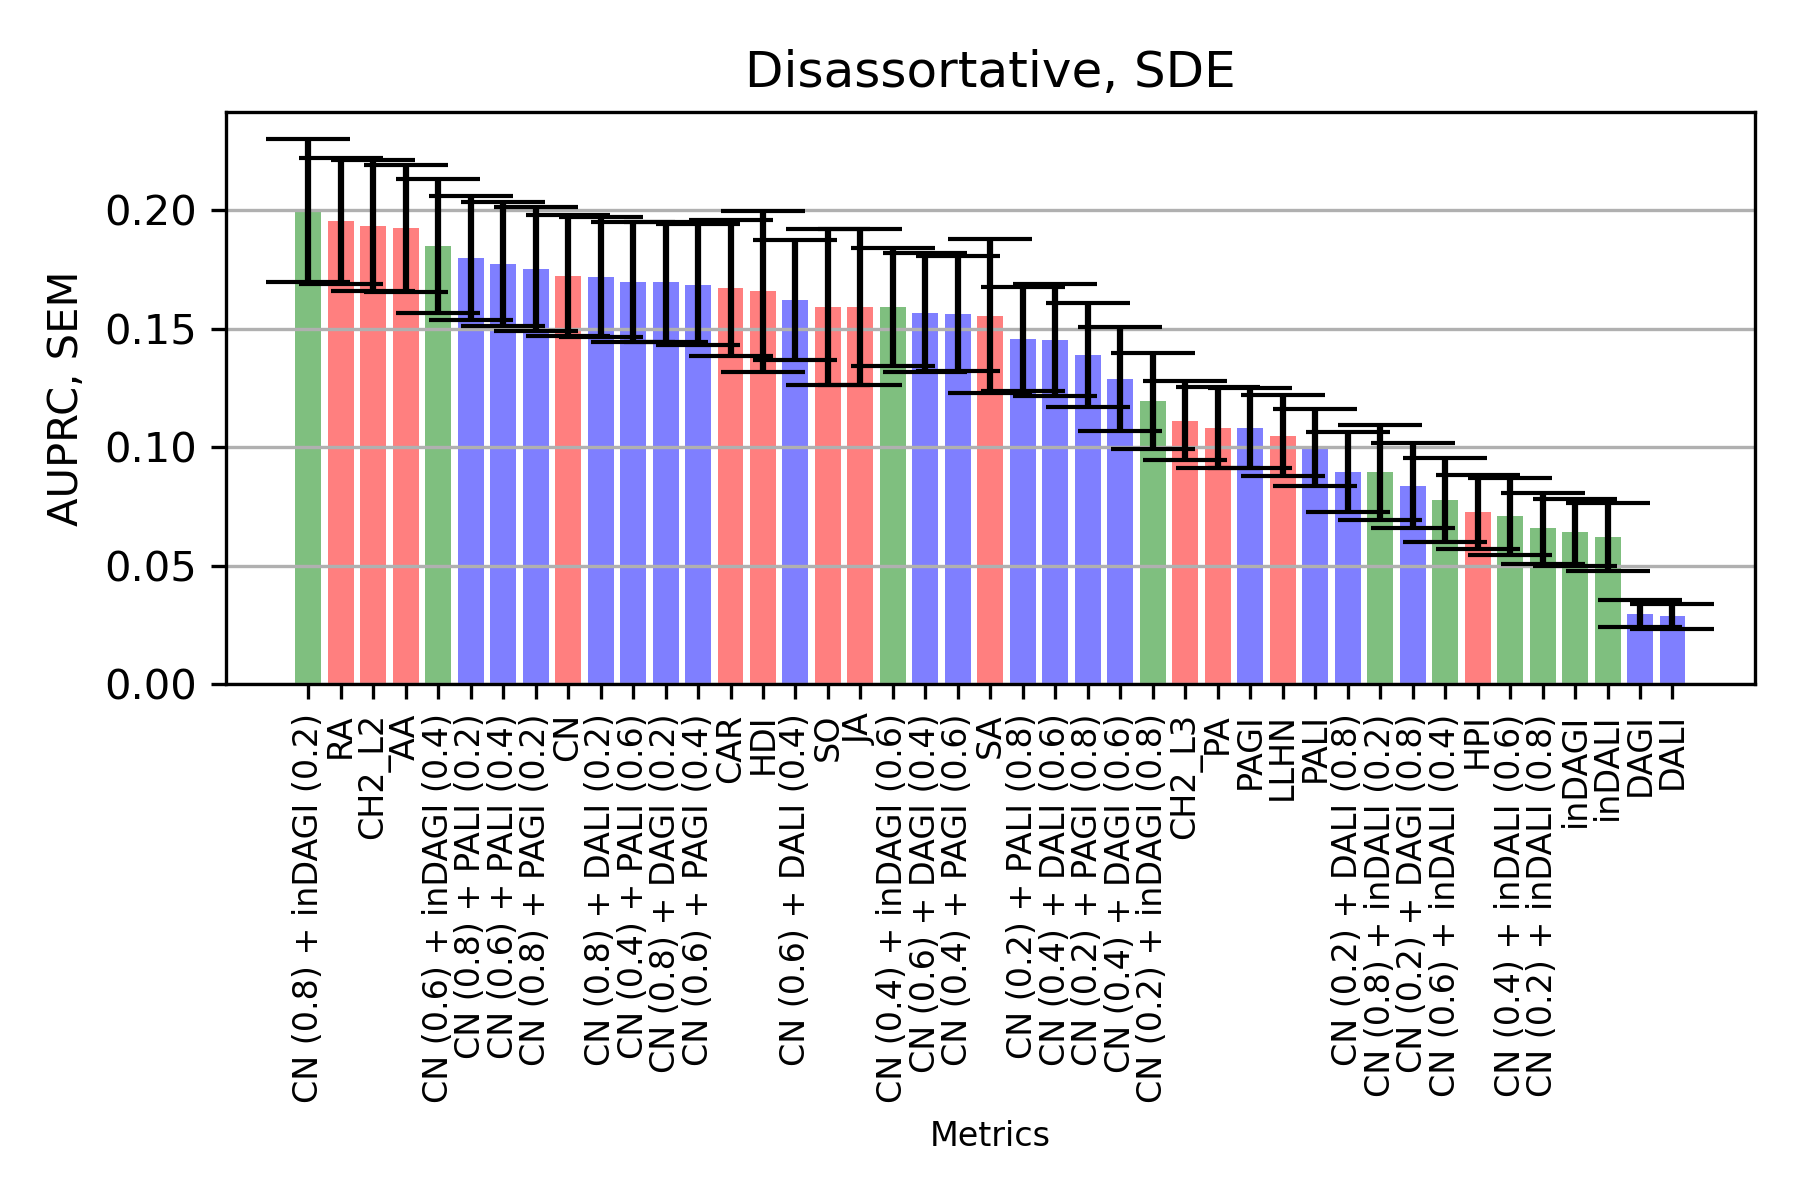 Disassortative, SDE
AUPRC, SEM
0.20
0.15
0.10
0.05
0.00
CN (0.8) + inDAGI (0.2)
RA
CH2_L2
AA
CN (0.6) + inDAGI (0.4)
CN (0.8) + PALI (0.2)
CN (0.6) + PALI (0.4)
CN (0.8) + PAGI (0.2)
CN
CN (0.8) + DALI (0.2)
CN (0.4) + PALI (0.6)
CN (0.8) + DAGI (0.2)
CN (0.6) + PAGI (0.4)
CAR
HDI
CN (0.6) + DALI (0.4)
SO
JA
CN (0.4) + inDAGI (0.6)
CN (0.6) + DAGI (0.4)
CN (0.4) + PAGI (0.6)
SA
CN (0.2) + PALI (0.8)
CN (0.4) + DALI (0.6)
CN (0.2) + PAGI (0.8)
CN (0.4) + DAGI (0.6)
CN (0.2) + inDAGI (0.8)
CH2_L3
PA
PAGI
LLHN
PALI
CN (0.2) + DALI (0.8)
CN (0.8) + inDALI (0.2)
CN (0.2) + DAGI (0.8)
CN (0.6) + inDALI (0.4)
HPI
CN (0.4) + inDALI (0.6)
CN (0.2) + inDALI (0.8)
inDAGI
inDALI
DAGI
DALI
Metrics